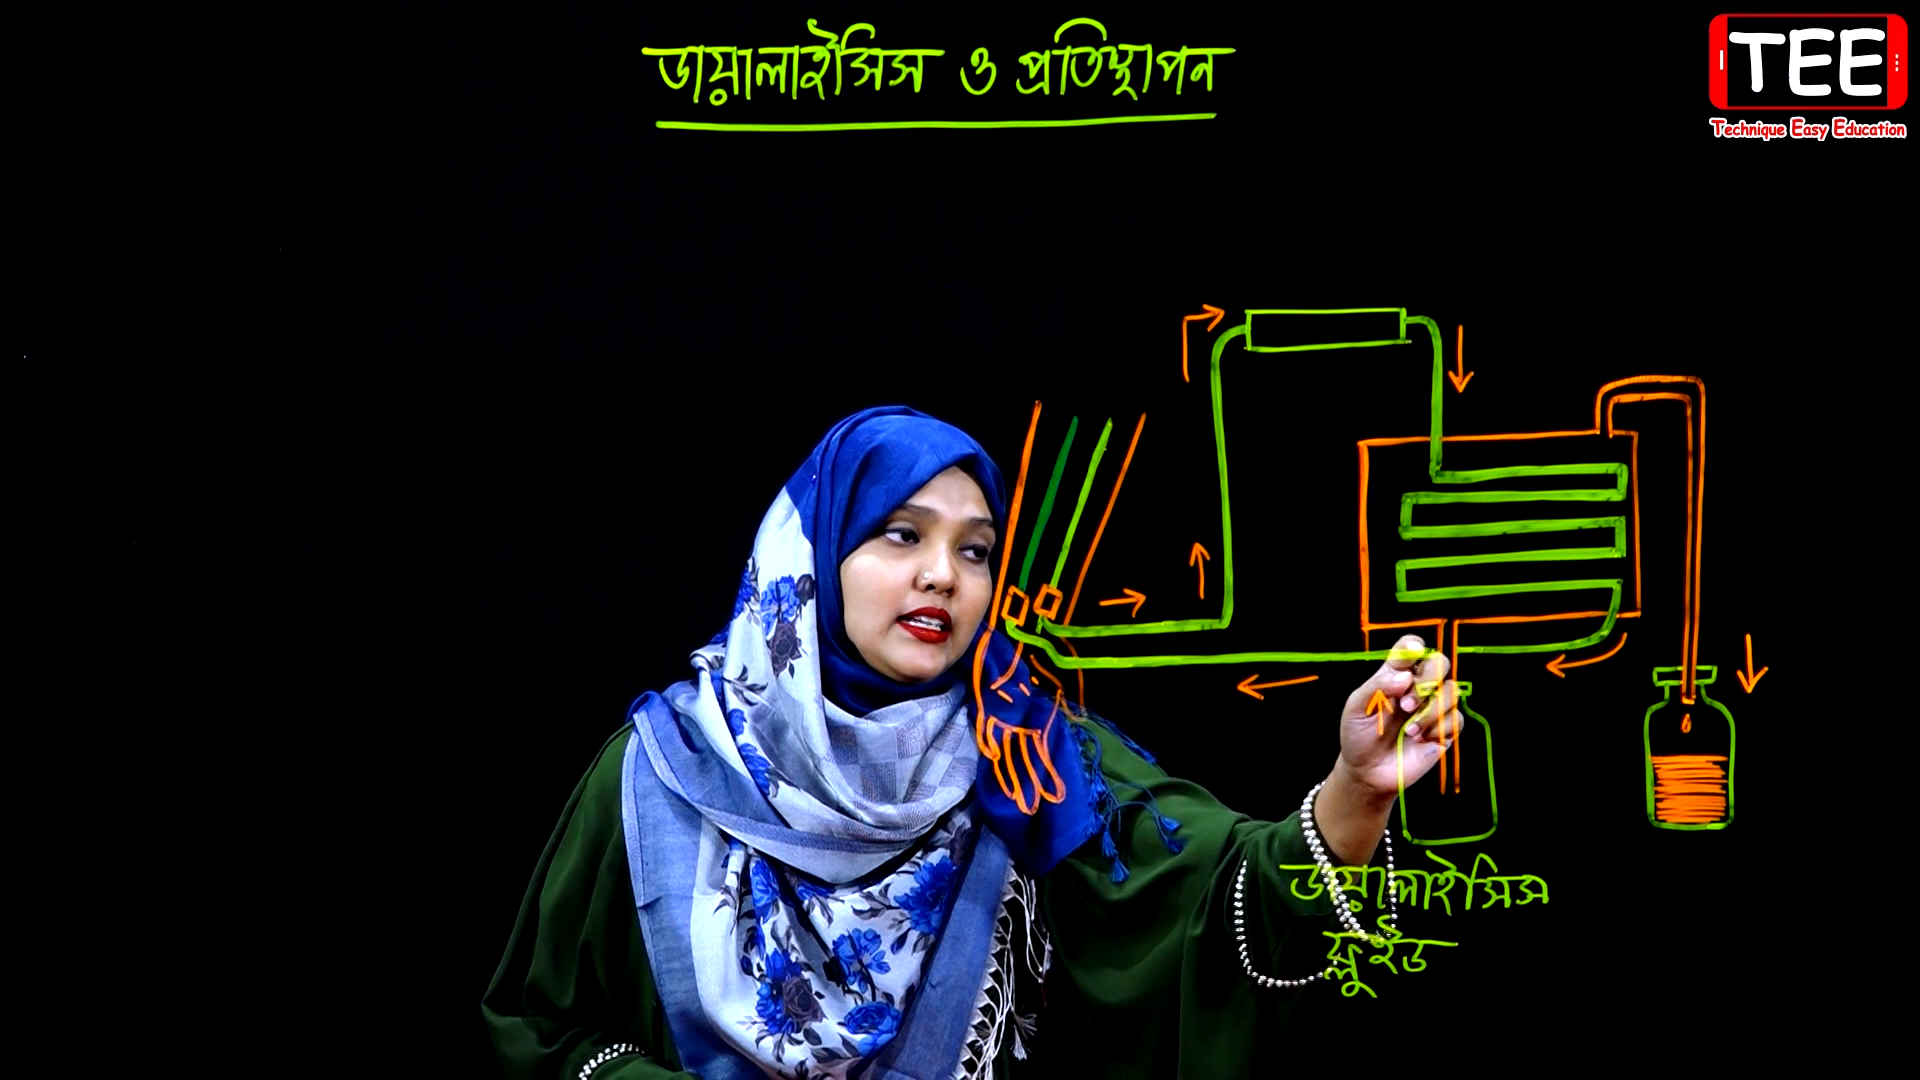 ডায়ালাইসিস ও প্রতিস্থাপন
TEE
Technique Easy Education
ডায়ালাইসিস
ফ্লুইড